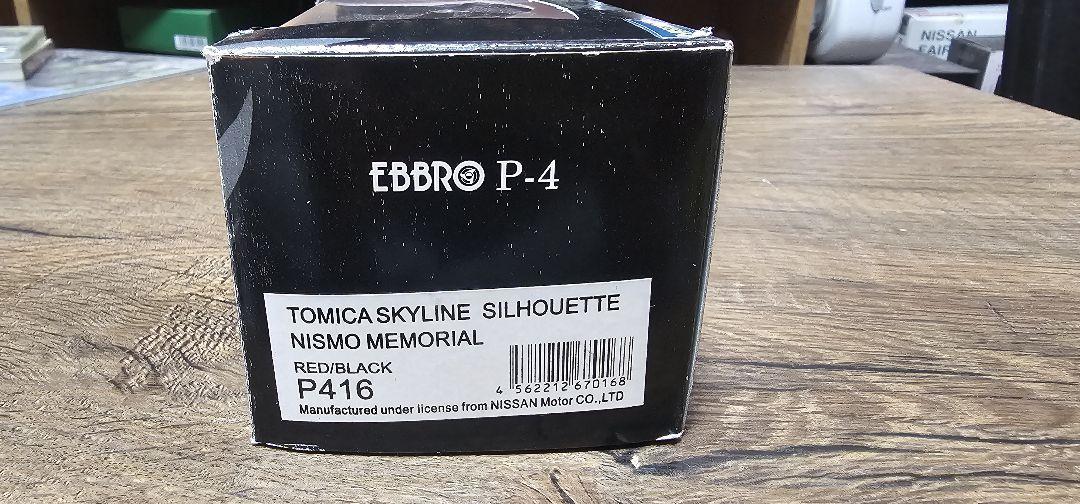 NISSAN
EBBRO P-4
TOMICA SKYLINE SILHOUETTE
NISMO MEMORIAL
RED/BLACK
P416
4 562212 670168
Manufactured under license from NISSAN Motor CO.,LTD